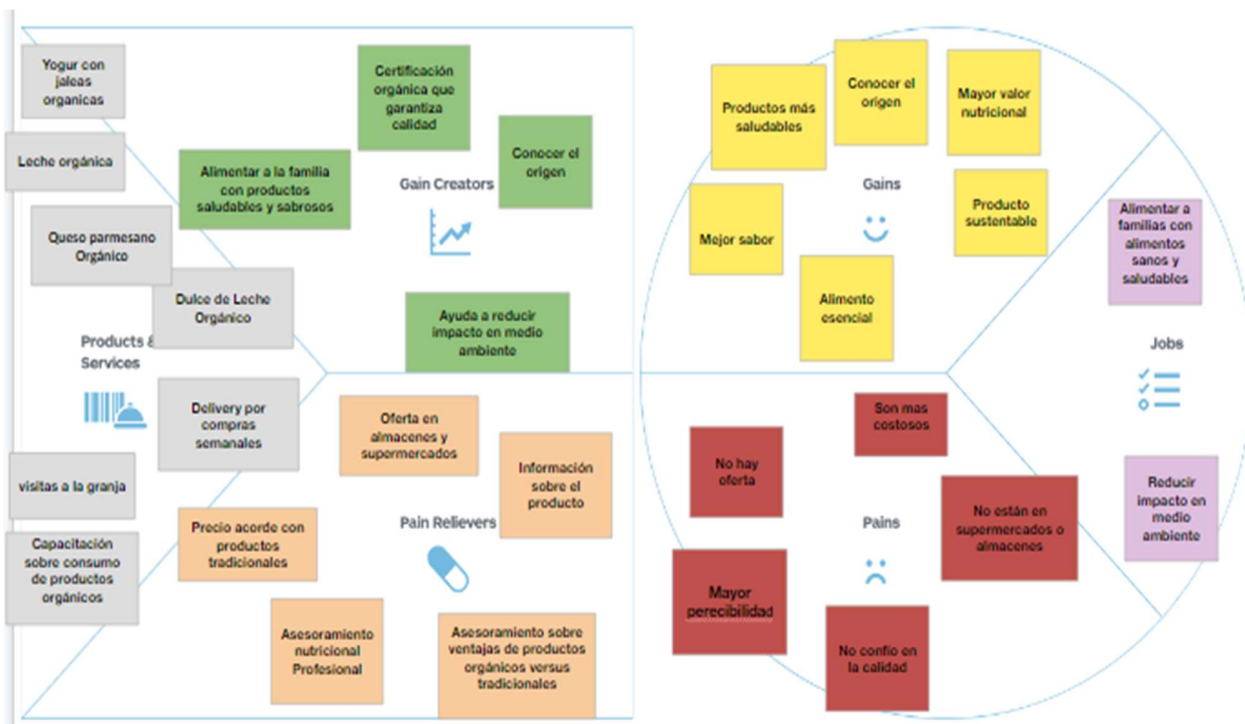 Yogur con
jaleas
organicas
Leche orgánica
Queso parmesano
Orgánico
Dulce de Leche
Orgánico
Products &
Services
Delivery por
compras
semanales
visitas a la granja
Capacitación
sobre consumo
de productos
orgánicos
Certificación
orgánica que
garantiza
calidad
Alimentar a la familia
con productos
saludables y sabrosos
Conocer el
origen
Gain Creators
Ayuda a reducir
impacto en medio
ambiente
Oferta en
almacenes y
supermercados
Información
sobre el
producto
Precio acorde con
productos
tradicionales
Pain Relievers
Asesoramiento
nutricional
Profesional
Asesoramiento sobre
ventajas de productos
orgánicos versus
tradicionales
Productos más
saludables
Conocer el
origen
Mayor valor
nutricional
Gains
Mejor sabor
Producto
sustentable
Alimento
esencial
Alimentar a
familias con
alimentos
sanos y
saludables
Jobs
Reducir
impacto en
medio
ambiente
Son mas
costosos
No hay
oferta
No están en
supermercados o
almacenes
Pains
Mayor
perecibilidad
No confío en
la calidad